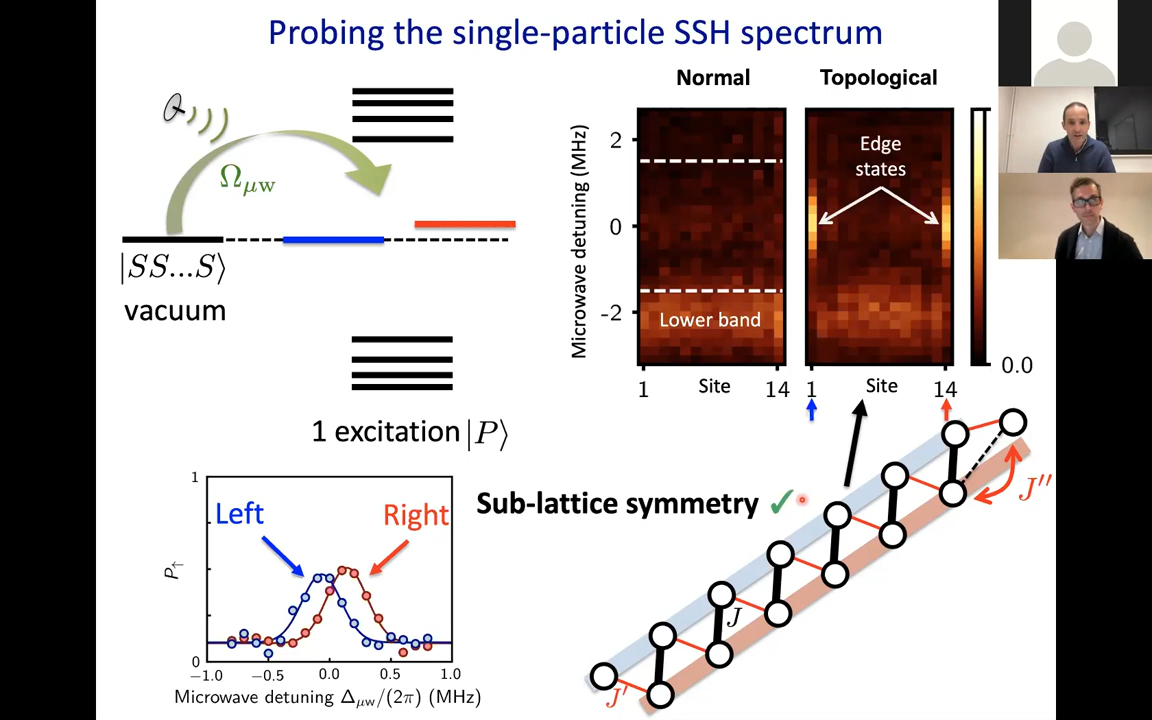 Probing the single-particle SSH spectrum
Normal
Topological
Ωμw
|SS...S⟩
vacuum
1 excitation |P⟩
Microwave detuning (MHz)
2
0
-2
Edge
states
Lower band
0.0
1
Site
14
1
Site
14
Sub-lattice symmetry ✓
J''
J
J'
1
0
P↑
Left
Right
−1.0
−0.5
0.0
0.5
1.0
Microwave detuning Δμw/(2π) (MHz)